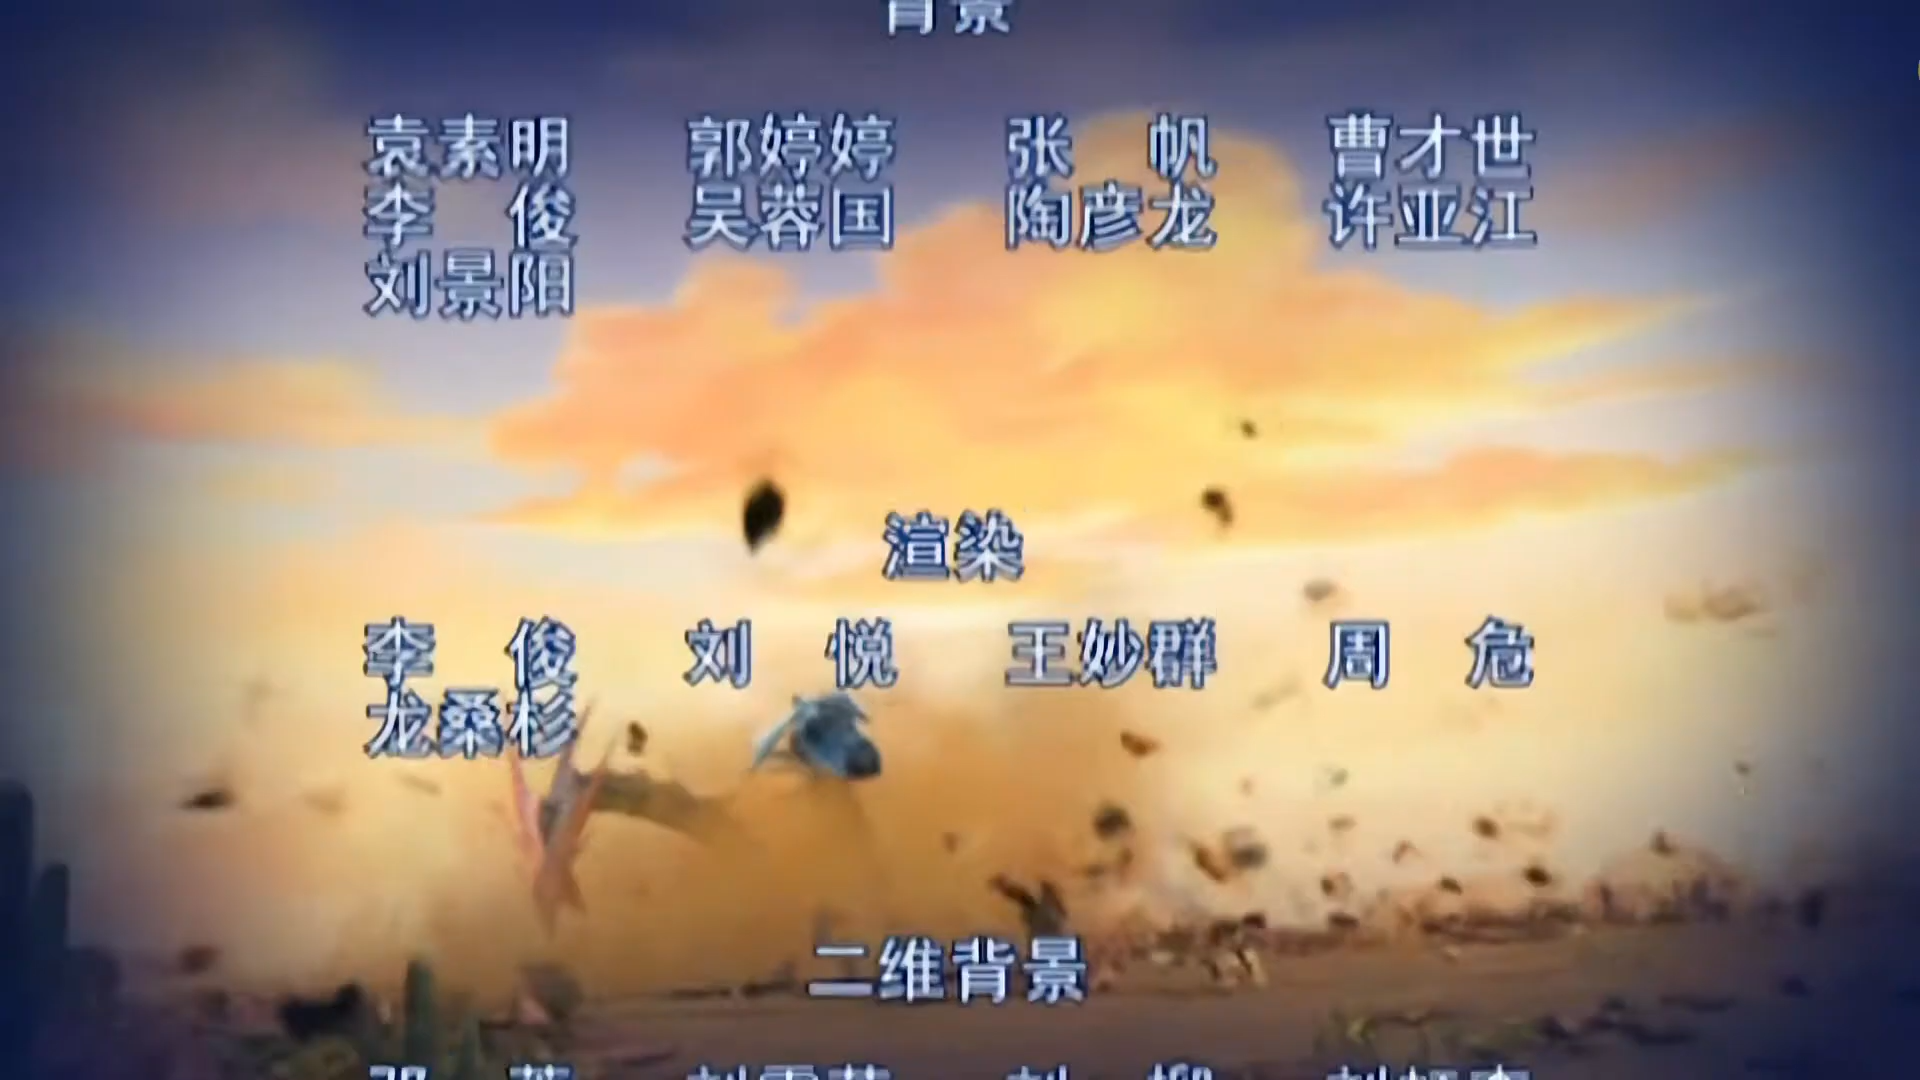 背景
袁素明 郭婷婷 张 帆 曹才世
李 俊 吴蓉国 陶彦龙 许亚江
刘景阳
渲染
李 俊 刘 悦 王妙群 周 危
龙桑杉
二维背景